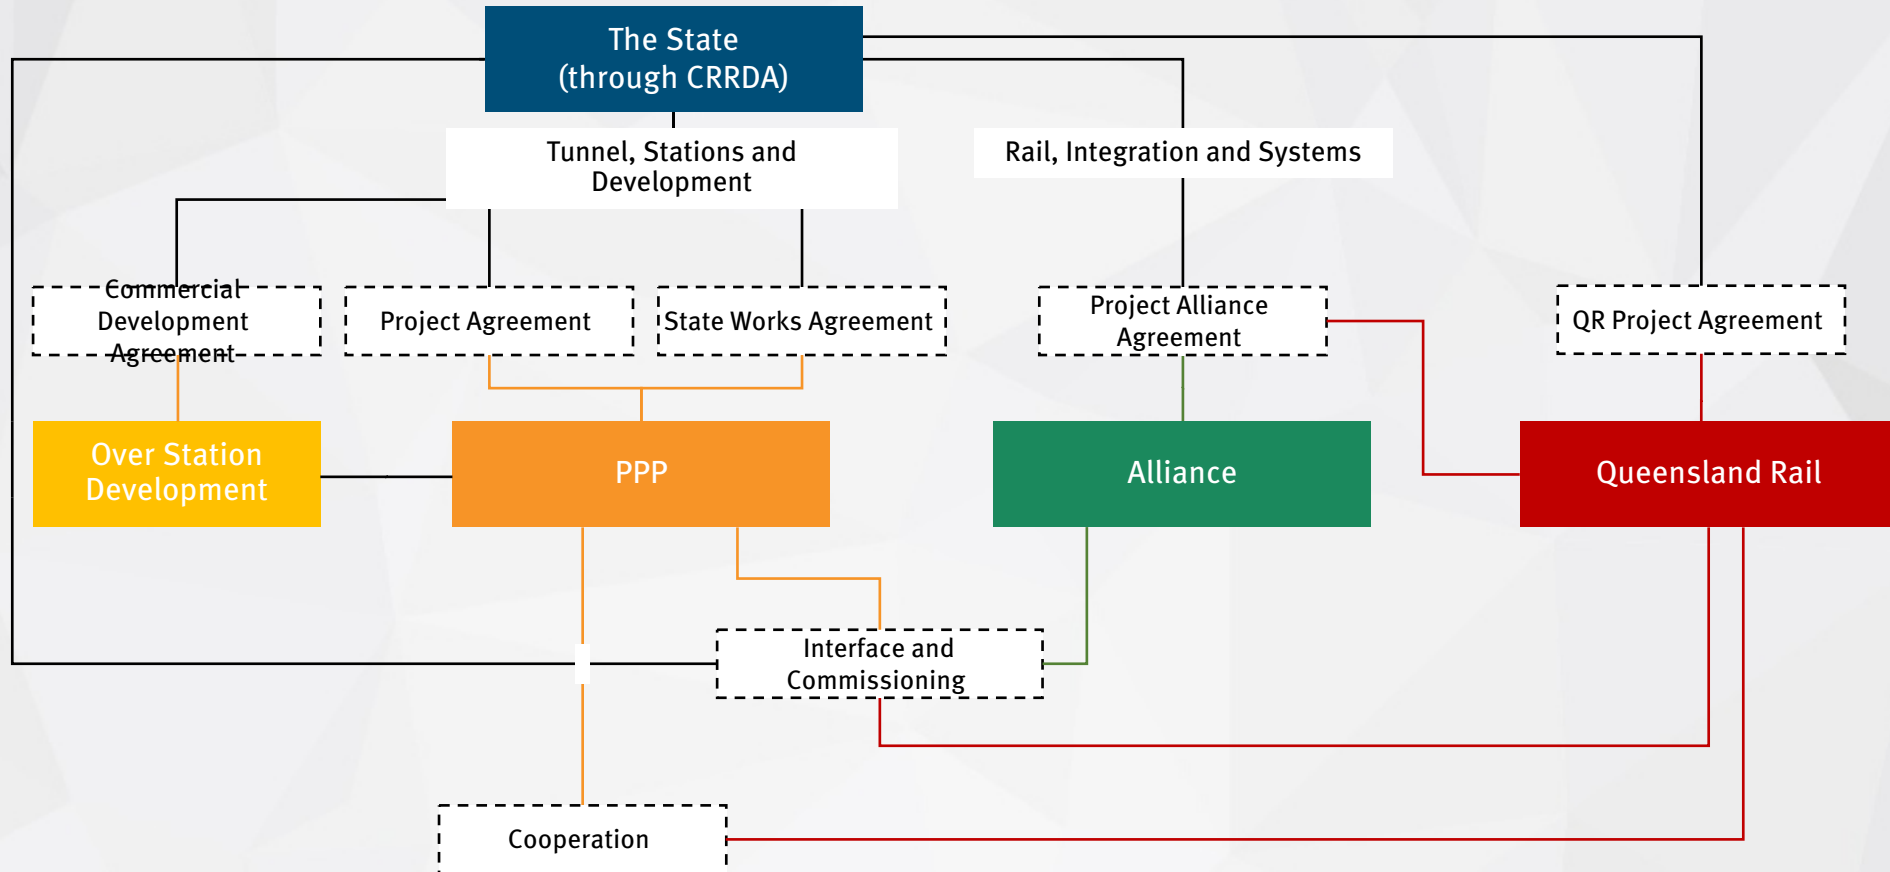 The State
(through CRRDA)
Tunnel, Stations and
Development
Rail, Integration and Systems
Commercial
Development
Agreement
Project Agreement
State Works Agreement
Project Alliance
Agreement
QR Project Agreement
Over Station
Development
PPP
Alliance
Queensland Rail
Interface and
Commissioning
Cooperation